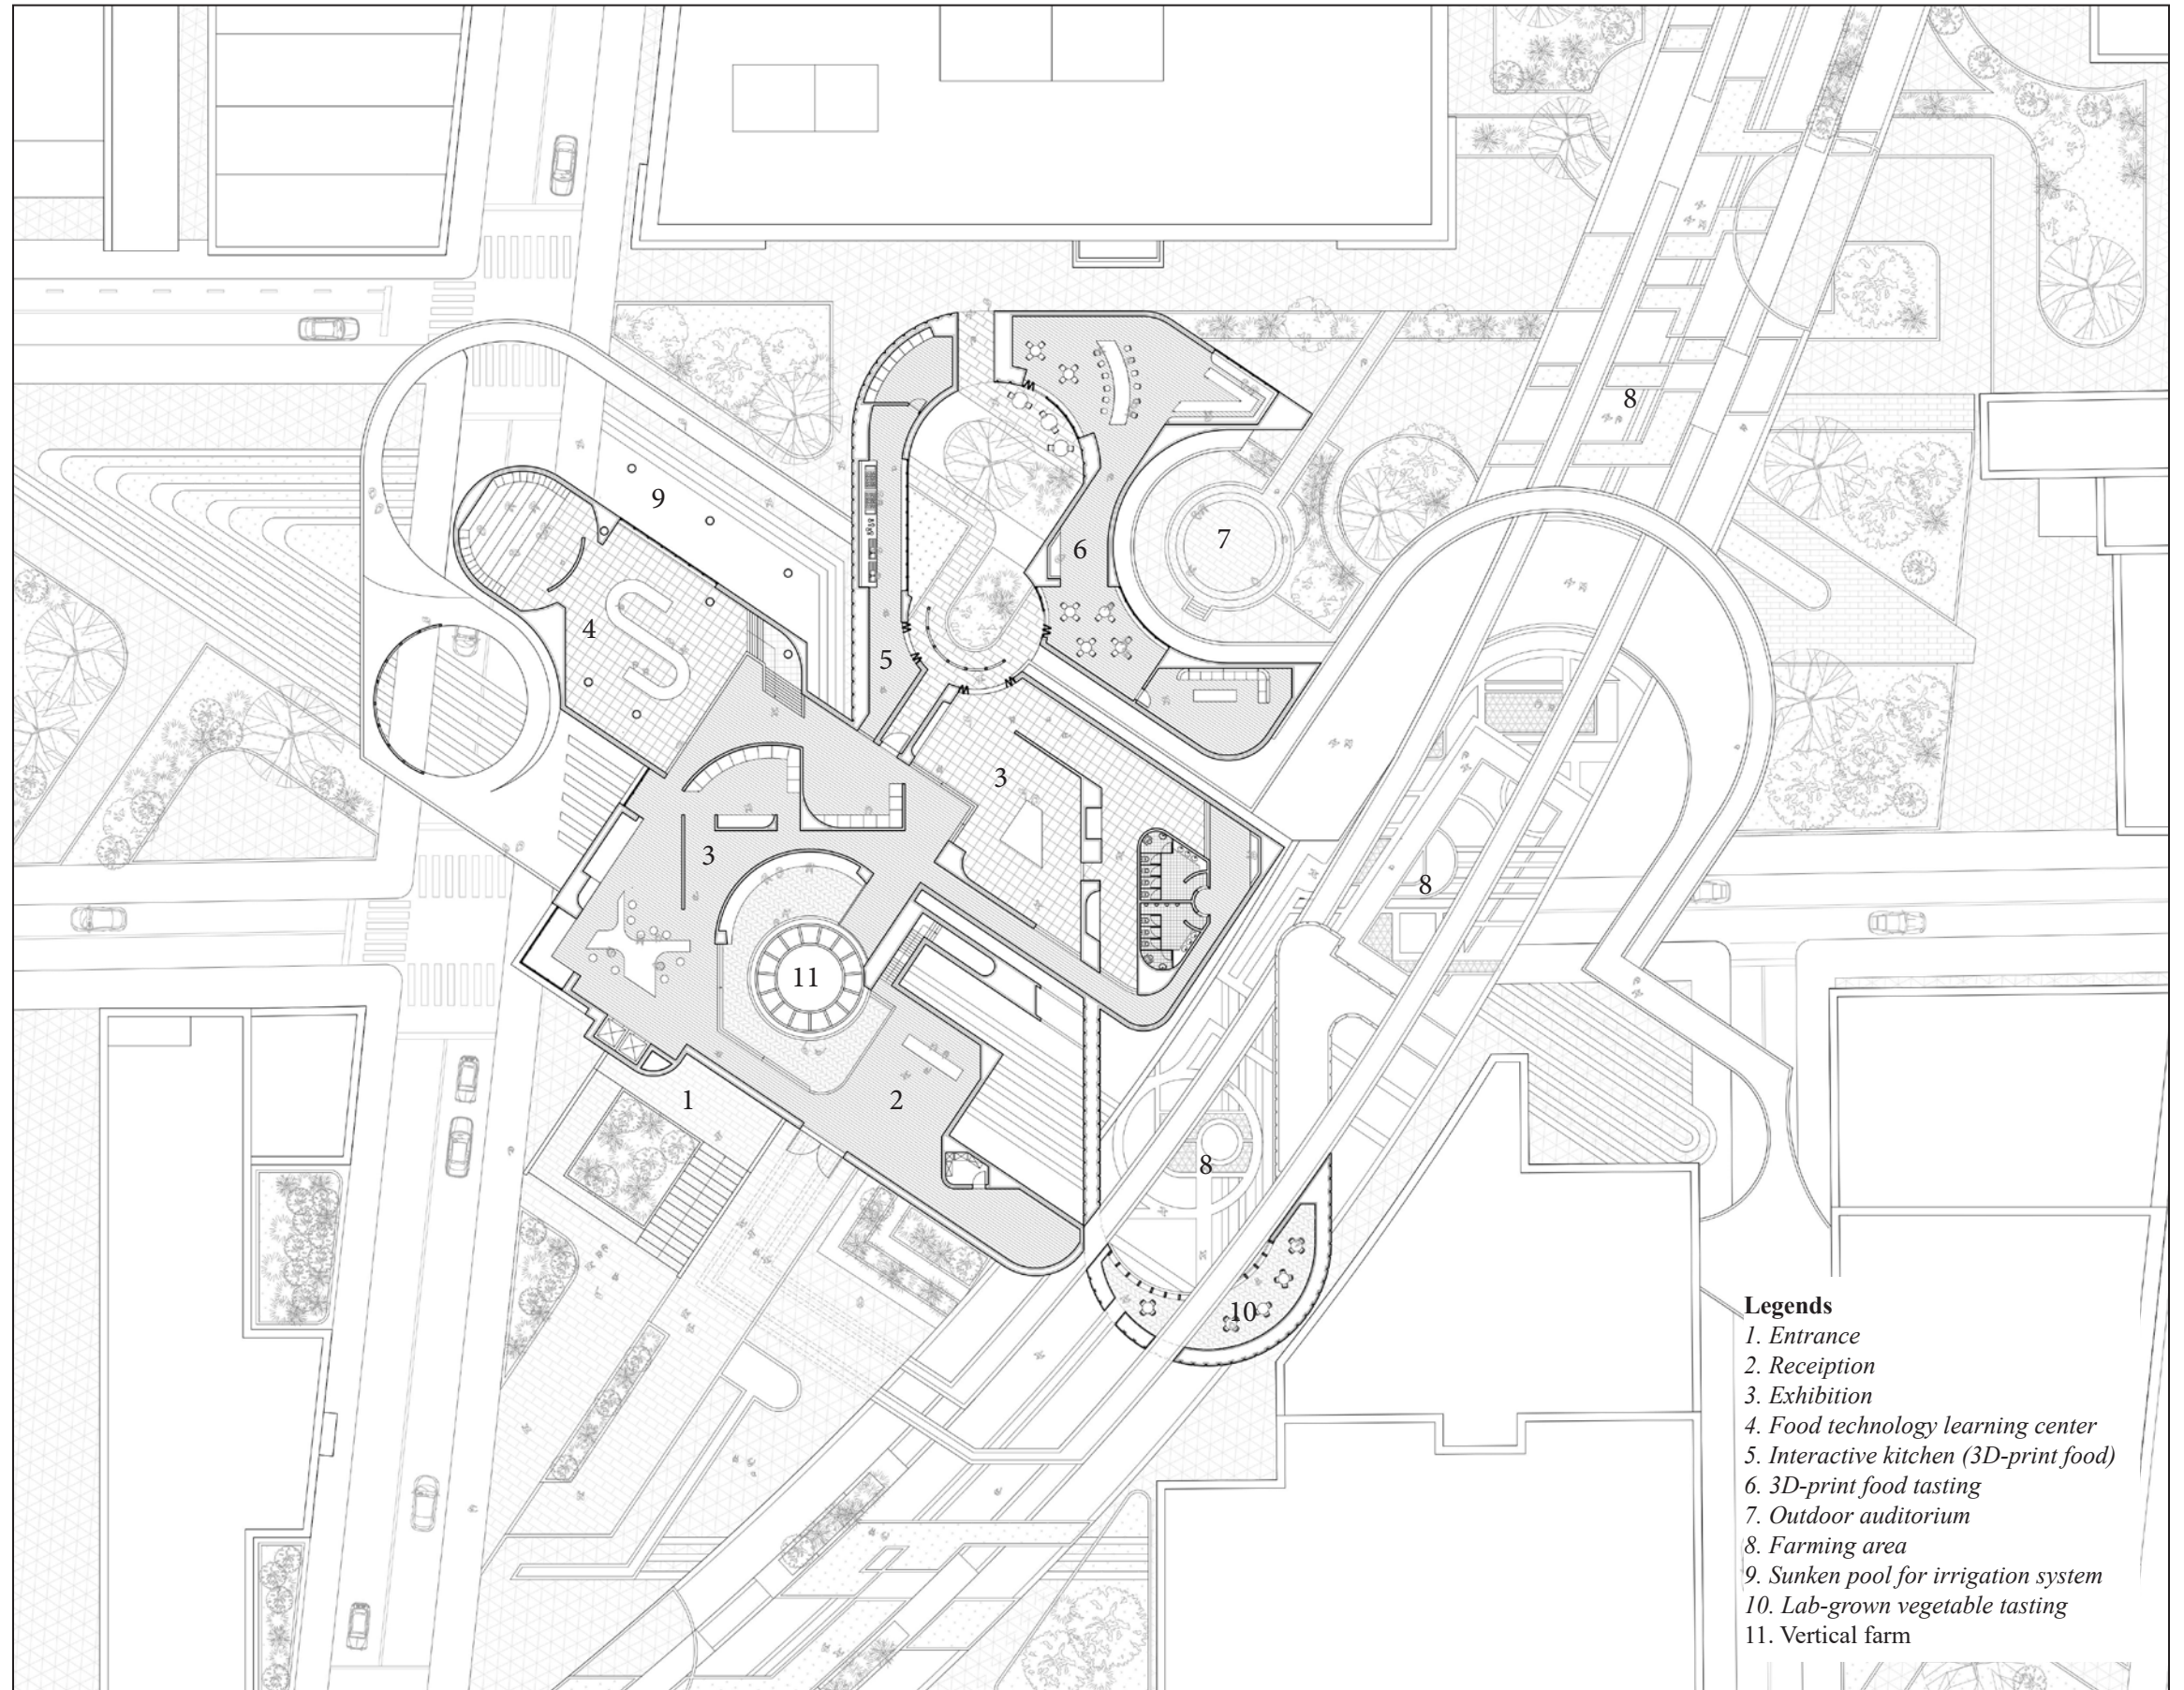 8
9
7
6
4
5
3
3
8
11
1
2
8
10
Legends
1. Entrance
2. Receiption
3. Exhibition
4. Food technology learning center
5. Interactive kitchen (3D-print food)
6. 3D-print food tasting
7. Outdoor auditorium
8. Farming area
9. Sunken pool for irrigation system
10. Lab-grown vegetable tasting
11. Vertical farm